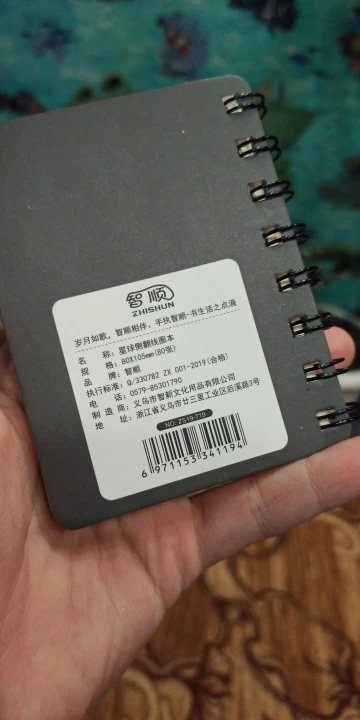 智顺
ZHISHUN
岁月如歌，智顺相伴，手执智顺-书生活之点滴
名 称：星球侧翻线圈本
规 格：80X105mm(80张)
品 牌：智顺
执行标准：Q/330782 ZX 001-2019(合格)
电 话：0579-85301790
制 造 商：义乌市智新文化用品有限公司
地 址：浙江省义乌市廿三里工业区后溪路3号
NO: ZS19-719
6 971153 341194